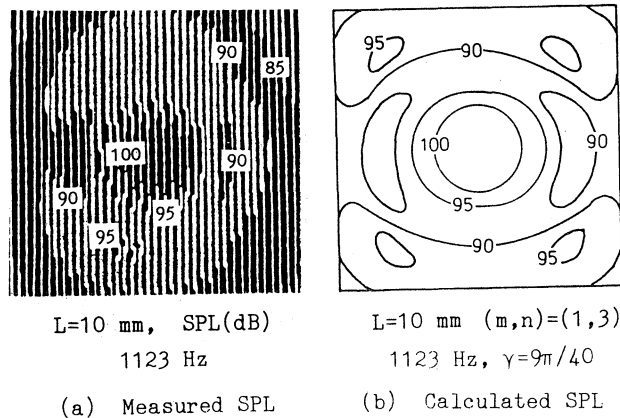 90
85
100
90
90
95
95
L=10 mm, SPL(dB)
1123 Hz
(a) Measured SPL
95
90
100
90
95
90
95
L=10 mm (m,n)=(1,3)
1123 Hz, γ=9π/40
(b) Calculated SPL